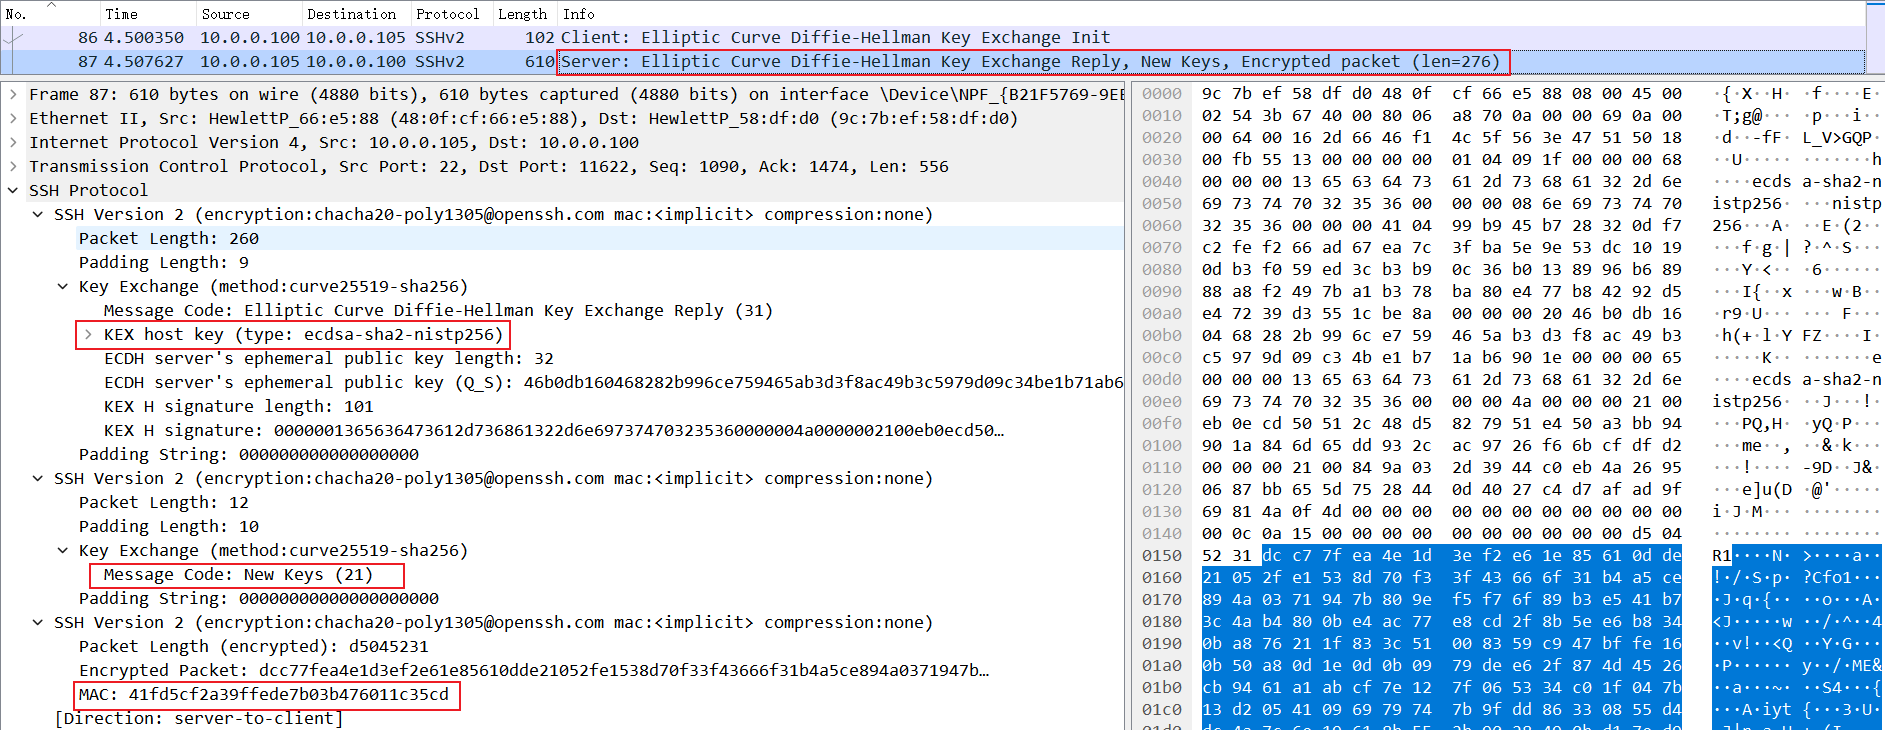 No. Time Source Destination Protocol Length Info
86 4.500350 10.0.0.100 10.0.0.105 SSHv2 102 Client: Elliptic Curve Diffie-Hellman Key Exchange Init
87 4.507627 10.0.0.105 10.0.0.100 SSHv2 610 Server: Elliptic Curve Diffie-Hellman Key Exchange Reply, New Keys, Encrypted packet (len=276)
Frame 87: 610 bytes on wire (4880 bits), 610 bytes captured (4880 bits) on interface \Device\NPF_{B21F5769-9EE
Ethernet II, Src: HewlettP_66:e5:88 (48:0f:cf:66:e5:88), Dst: HewlettP_58:df:d0 (9c:7b:ef:58:df:d0)
Internet Protocol Version 4, Src: 10.0.0.105, Dst: 10.0.0.100
Transmission Control Protocol, Src Port: 22, Dst Port: 11622, Seq: 1090, Ack: 1474, Len: 556
SSH Protocol
SSH Version 2 (encryption:chacha20-poly1305@openssh.com mac:<implicit> compression:none)
Packet Length: 260
Padding Length: 9
Key Exchange (method:curve25519-sha256)
Message Code: Elliptic Curve Diffie-Hellman Key Exchange Reply (31)
KEX host key (type: ecdsa-sha2-nistp256)
ECDH server's ephemeral public key length: 32
ECDH server's ephemeral public key (Q_S): 46b0db160468282b996ce759465ab3d3f8ac49b3c5979d09c34be1b71ab6
KEX H signature length: 101
KEX H signature: 0000001365636473612d736861322d6e697374703235360000004a0000002100eb0ecd50…
Padding String: 000000000000000000
SSH Version 2 (encryption:chacha20-poly1305@openssh.com mac:<implicit> compression:none)
Packet Length: 12
Padding Length: 10
Key Exchange (method:curve25519-sha256)
Message Code: New Keys (21)
Padding String: 00000000000000000000
SSH Version 2 (encryption:chacha20-poly1305@openssh.com mac:<implicit> compression:none)
Packet Length (encrypted): d5045231
Encrypted Packet: dcc77fea4e1d3ef2e61e85610dde21052fe1538d70f33f43666f31b4a5ce894a0371947b…
MAC: 41fd5cf2a39ffede7b03b476011c35cd
[Direction: server-to-client]
0000 9c 7b ef 58 df d0 48 0f cf 66 e5 88 08 00 45 00 ·{·X··H· ·f····E·
0010 02 54 3b 67 40 00 80 06 a8 70 0a 00 00 69 0a 00 ·T;g@··· ·p···i··
0020 00 64 00 16 2d 66 46 f1 4c 5f 56 3e 47 51 50 18 ·d··-fF· L_V>GQP·
0030 00 fb 55 13 00 00 00 00 01 04 09 1f 00 00 00 68 ··U····· ·······h
0040 00 00 00 13 65 63 64 73 61 2d 73 68 61 32 2d 6e ····ecds a-sha2-n
0050 69 73 74 70 32 35 36 00 00 00 08 6e 69 73 74 70 istp256· ···nistp
0060 32 35 36 00 00 00 41 04 99 b9 45 b7 28 32 0d f7 256···A· ··E·(2··
0070 c2 fe f2 66 ad 67 ea 7c 3f ba 5e 9e 53 dc 10 19 ···f·g·| ?·^·S···
0080 0d b3 f0 59 ed 3c b3 b9 0c 36 b0 13 89 96 b6 89 ···Y·<·· ·6······
0090 88 a8 f2 49 7b a1 b3 78 ba 80 e4 77 b8 42 92 d5 ···I{··x ···w·B··
00a0 e4 72 39 d3 55 1c be 8a 00 00 00 20 46 b0 db 16 ·r9·U··· ··· F···
00b0 04 68 28 2b 99 6c e7 59 46 5a b3 d3 f8 ac 49 b3 ·h(+·l·Y FZ····I·
00c0 c5 97 9d 09 c3 4b e1 b7 1a b6 90 1e 00 00 00 65 ·····K·· ·······e
00d0 00 00 00 13 65 63 64 73 61 2d 73 68 61 32 2d 6e ····ecds a-sha2-n
00e0 69 73 74 70 32 35 36 00 00 00 4a 00 00 00 21 00 istp256· ··J···!·
00f0 eb 0e cd 50 51 2c 48 d5 82 79 51 e4 50 a3 bb 94 ···PQ,H· ·yQ·P···
0100 90 1a 84 6d 65 dd 93 2c ac 97 26 f6 6b cf df d2 ···me··, ··&·k···
0110 00 00 00 21 00 84 9a 03 2d 39 44 c0 eb 4a 26 95 ···!···· -9D··J&·
0120 06 87 bb 65 5d 75 28 44 0d 40 27 c4 d7 af ad 9f ···e]u(D ·@'·····
0130 69 81 4a 0f 4d 00 00 00 00 00 00 00 00 00 00 00 i·J·M··· ········
0140 00 0c 0a 15 00 00 00 00 00 00 00 00 00 00 d5 04 ········ ········
0150 52 31 dc c7 7f ea 4e 1d 3e f2 e6 1e 85 61 0d de R1····N· >····a··
0160 21 05 2f e1 53 8d 70 f3 3f 43 66 6f 31 b4 a5 ce !·/·S·p· ?Cfo1···
0170 89 4a 03 71 94 7b 80 9e f5 f7 6f 89 b3 e5 41 b7 ·J·q·{·· ··o···A·
0180 3c 4a b4 80 0b e4 ac 77 e8 cd 2f 8b 5e e6 b8 34 <J·····w ··/·^··4
0190 0b a8 76 21 1f 83 3c 51 00 83 59 c9 47 bf fe 16 ··v!··<Q ··Y·G···
01a0 0b 50 a8 0d 1e 0d 0b 09 79 de e6 2f 87 4d 45 26 ·P······ y··/·ME&
01b0 cb 94 61 a1 ab cf 7e 12 7f 06 53 34 c0 1f 04 7b ··a···~· ··S4···{
01c0 13 d2 05 41 09 69 79 74 7b 9f dd 86 33 08 55 d4 ···A·iyt {···3·U·